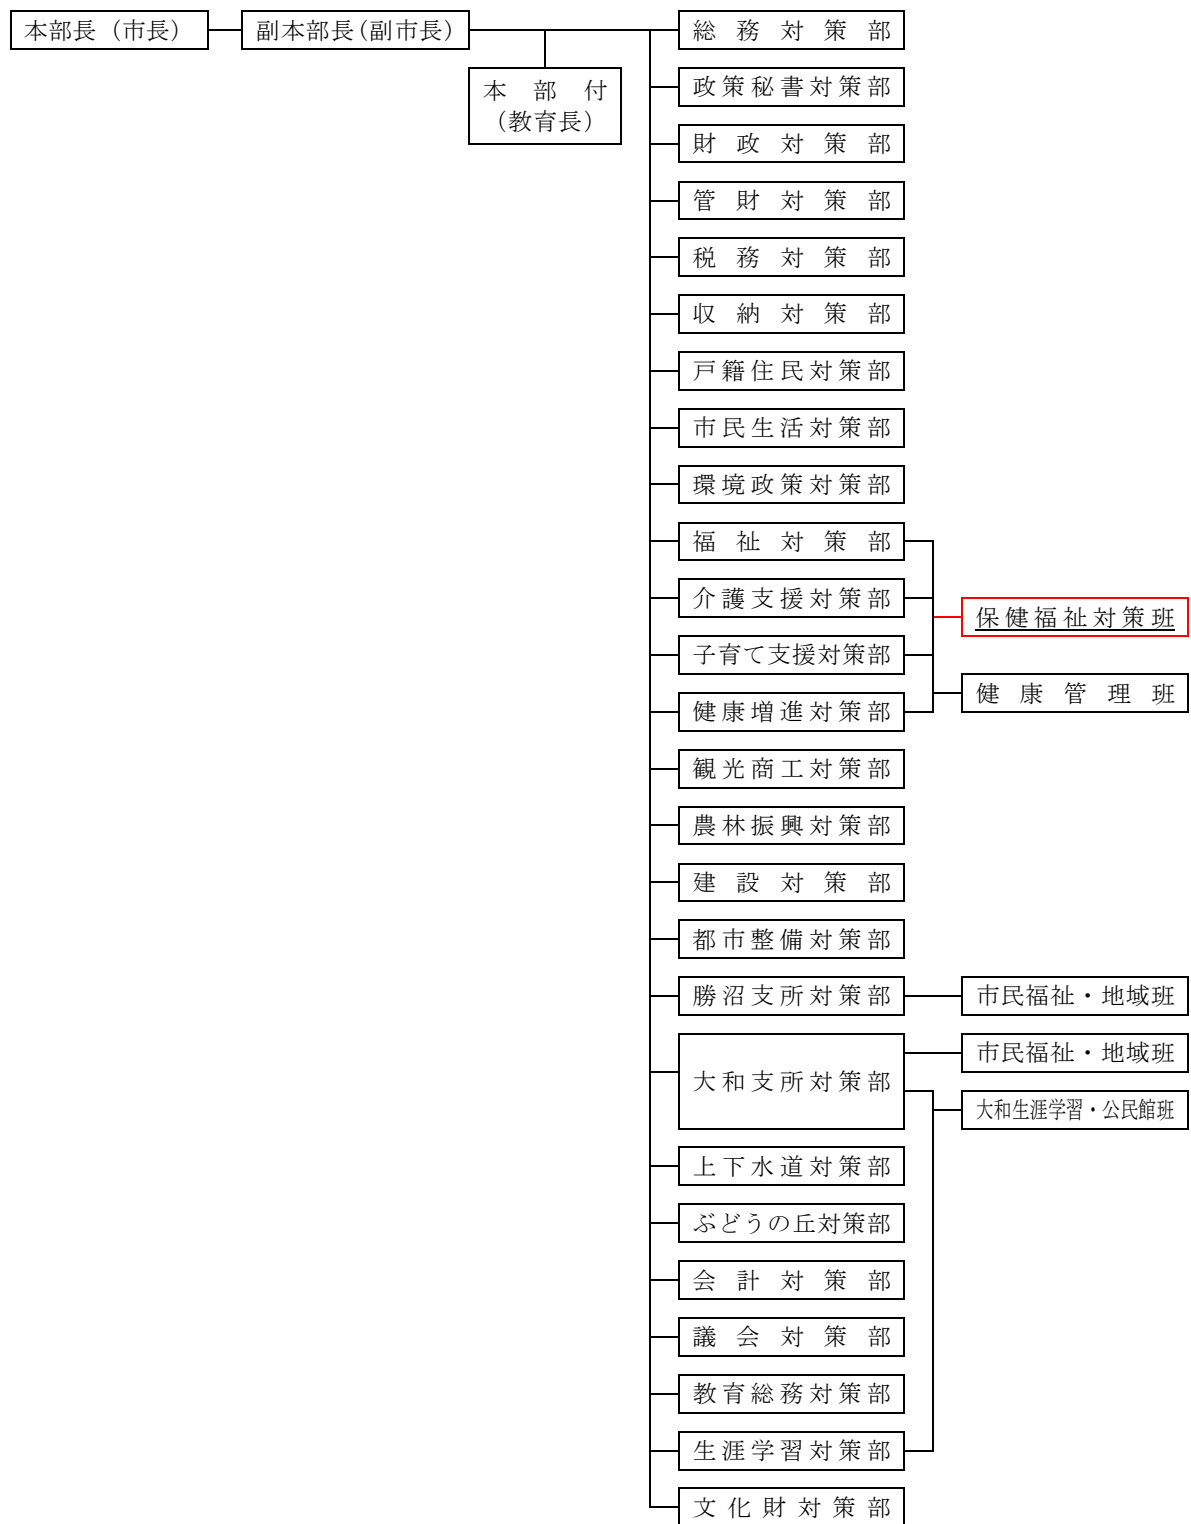 本部長（市長）
副本部長（副市長）
本部付
（教育長）
総務対策部
政策秘書対策部
財政対策部
管財対策部
税務対策部
収納対策部
戸籍住民対策部
市民生活対策部
環境政策対策部
福祉対策部
介護支援対策部
保健福祉対策班
子育て支援対策部
健康管理班
健康増進対策部
観光商工対策部
農林振興対策部
建設対策部
都市整備対策部
勝沼支所対策部
市民福祉・地域班
大和支所対策部
市民福祉・地域班
大和生涯学習・公民館班
上下水道対策部
ぶどうの丘対策部
会計対策部
議会対策部
教育総務対策部
生涯学習対策部
文化財対策部